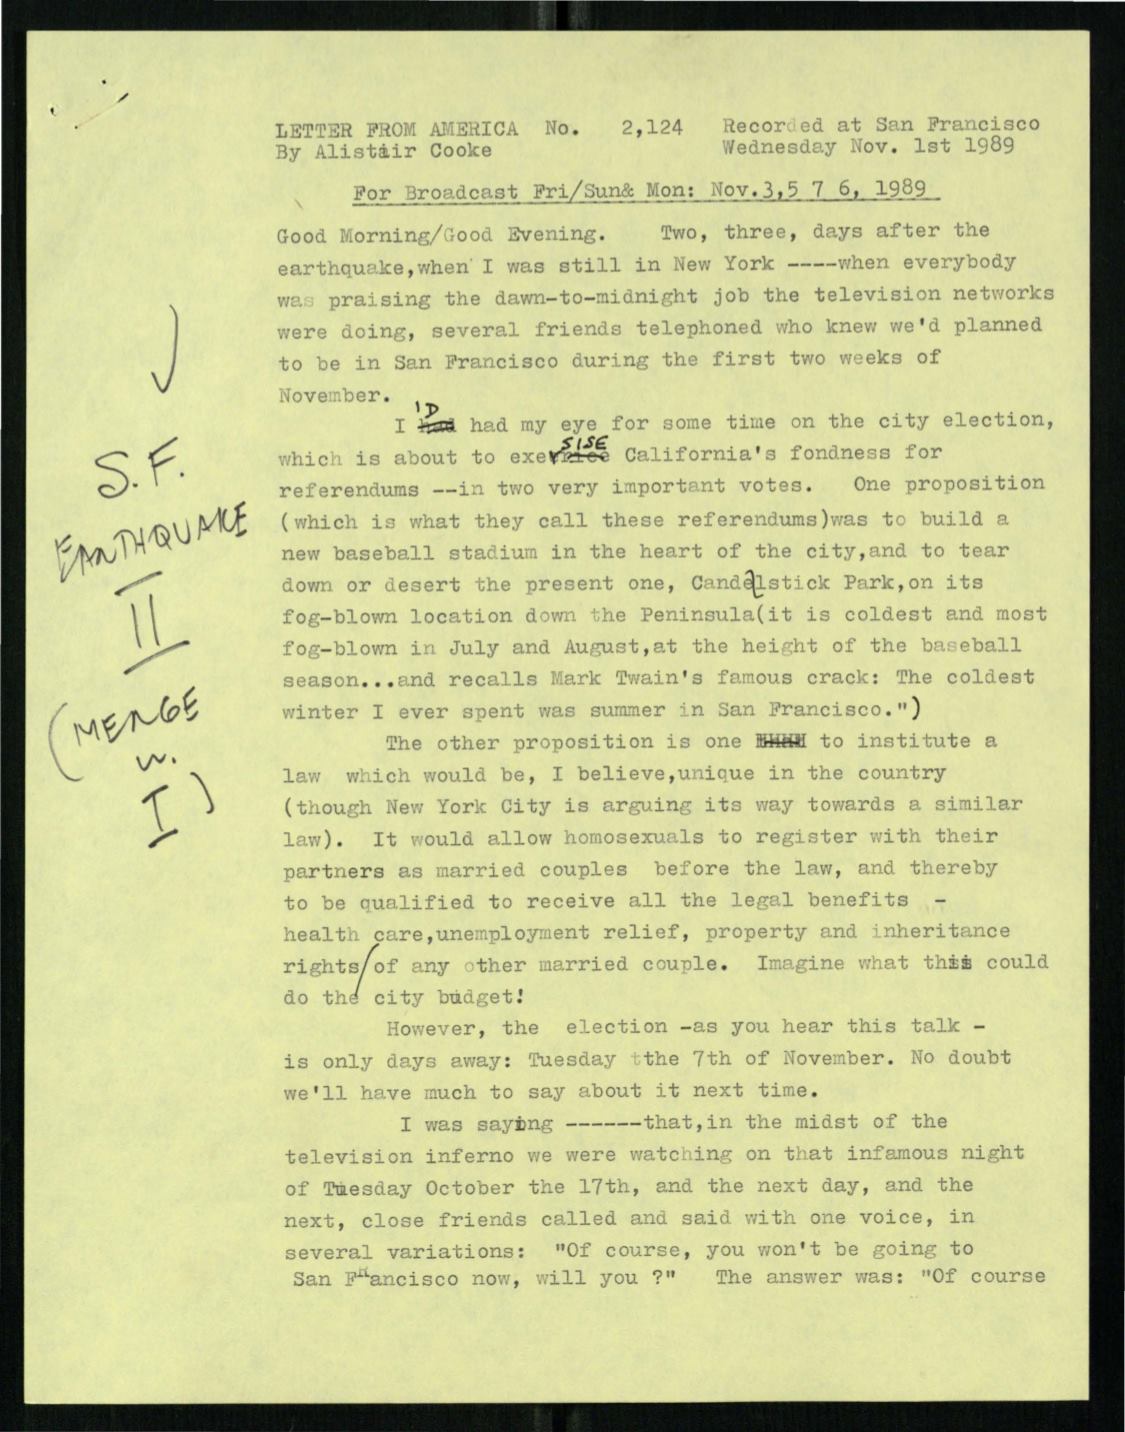 LETTER FROM AMERICA No. 2,124 Recorded at San Francisco
By Alistair Cooke Wednesday Nov. 1st 1989
For Broadcast Fri/Sun& Mon: Nov.3,5 7 6, 1989
Good Morning/Good Evening. Two, three, days after the
earthquake,when I was still in New York ----when everybody
was praising the dawn-to-midnight job the television networks
were doing, several friends telephoned who knew we'd planned
to be in San Francisco during the first two weeks of
November.
I'D had my eye for some time on the city election,
which is about to exeSISE California's fondness for
referendums --in two very important votes. One proposition
(which is what they call these referendums)was to build a
new baseball stadium in the heart of the city,and to tear
down or desert the present one, Candelstick Park,on its
fog-blown location down the Peninsula(it is coldest and most
fog-blown in July and August,at the height of the baseball
season...and recalls Mark Twain's famous crack: The coldest
winter I ever spent was summer in San Francisco.")
The other proposition is one to institute a
law which would be, I believe,unique in the country
(though New York City is arguing its way towards a similar
law). It would allow homosexuals to register with their
partners as married couples before the law, and thereby
to be qualified to receive all the legal benefits -
health care,unemployment relief, property and inheritance
rights/of any other married couple. Imagine what this could
do the city budget!
However, the election -as you hear this talk -
is only days away: Tuesday tthe 7th of November. No doubt
we'll have much to say about it next time.
I was saying ------that,in the midst of the
television inferno we were watching on that infamous night
of Tuesday October the 17th, and the next day, and the
next, close friends called and said with one voice, in
several variations: "Of course, you won't be going to
San Francisco now, will you ?" The answer was: "Of course
S.F.
EARTHQUAKE
II
(MERGE
w.
I)